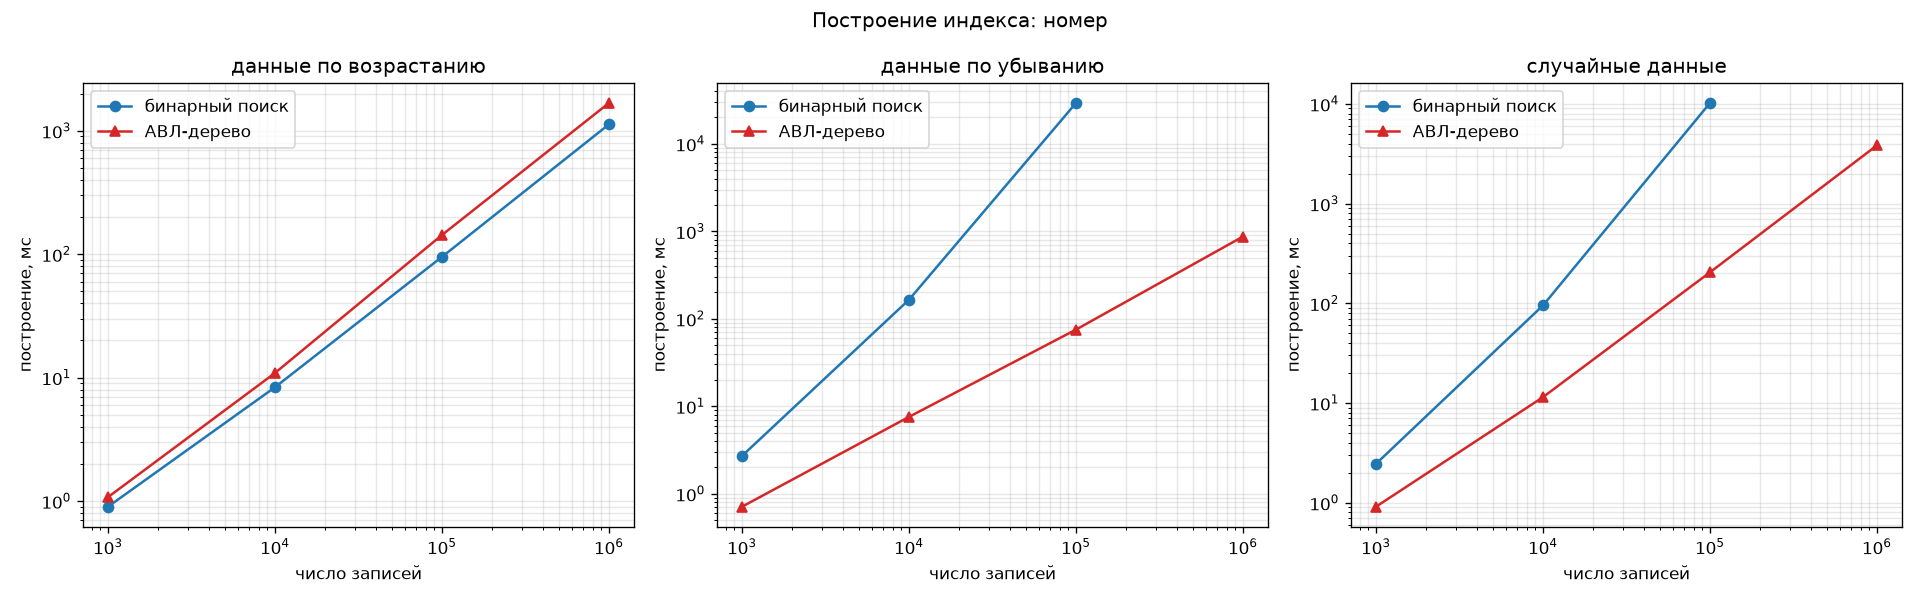 Построение индекса: номер
данные по возрастанию
бинарный поиск
АВЛ-дерево
построение, мс
10³
10²
10¹
10⁰
10³ 10⁴ 10⁵ 10⁶
число записей
данные по убыванию
бинарный поиск
АВЛ-дерево
построение, мс
10⁴
10³
10²
10¹
10⁰
10³ 10⁴ 10⁵ 10⁶
число записей
случайные данные
бинарный поиск
АВЛ-дерево
построение, мс
10⁴
10³
10²
10¹
10⁰
10³ 10⁴ 10⁵ 10⁶
число записей